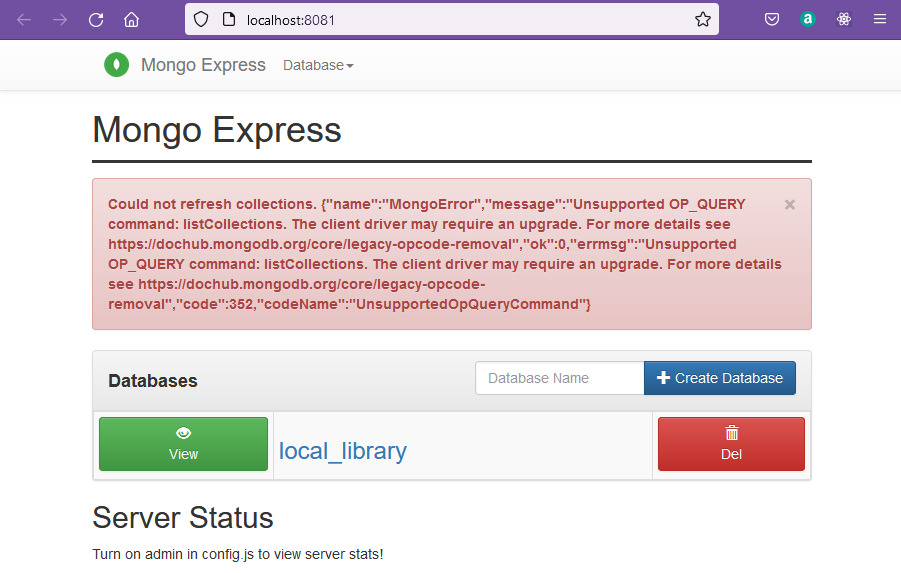 localhost:8081
Mongo Express Database
Mongo Express
Could not refresh collections. {"name":"MongoError","message":"Unsupported OP_QUERY
command: listCollections. The client driver may require an upgrade. For more details see
https://dochub.mongodb.org/core/legacy-opcode-removal","ok":0,"errmsg":"Unsupported
OP_QUERY command: listCollections. The client driver may require an upgrade. For more details
see https://dochub.mongodb.org/core/legacy-opcode-
removal","code":352,"codeName":"UnsupportedOpQueryCommand"}
×
Databases
Database Name
Create Database
View
local_library
Del
Server Status
Turn on admin in config.js to view server stats!